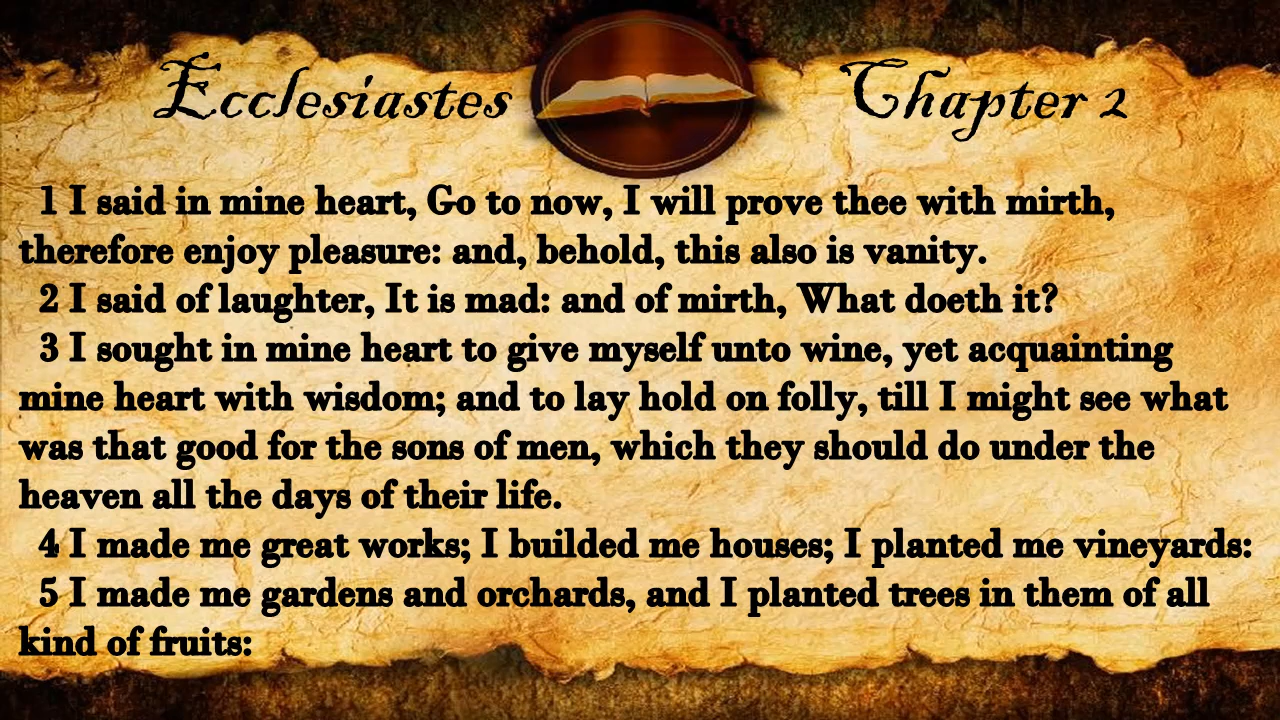 Ecclesiastes Chapter 2
1 I said in mine heart, Go to now, I will prove thee with mirth,
therefore enjoy pleasure: and, behold, this also is vanity.
2 I said of laughter, It is mad: and of mirth, What doeth it?
3 I sought in mine heart to give myself unto wine, yet acquainting
mine heart with wisdom; and to lay hold on folly, till I might see what
was that good for the sons of men, which they should do under the
heaven all the days of their life.
4 I made me great works; I builded me houses; I planted me vineyards:
5 I made me gardens and orchards, and I planted trees in them of all
kind of fruits: